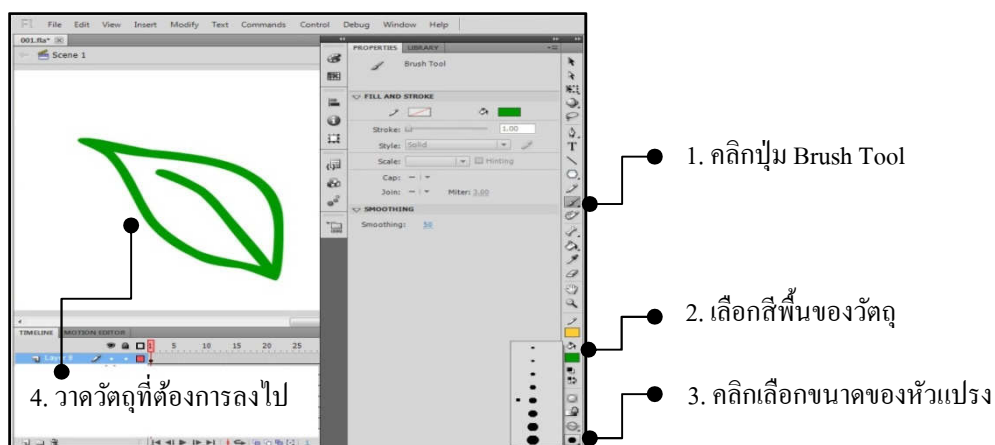 File Edit View Insert Modify Text Commands Control Debug Window Help
001.fla*
Scene 1
PROPERTIES LIBRARY
Brush Tool
FILL AND STROKE
Stroke: 1.00
Style: Solid
Scale: Hinting
Cap:
Join: Miter: 3.00
SMOOTHING
Smoothing: 50
1. คลิกปุ่ม Brush Tool
2. เลือกสีพื้นของวัตถุ
3. คลิกเลือกขนาดของหัวแปรง
TIMELINE MOTION EDITOR
1 5 10 15 20 25
4. วาดวัตถุที่ต้องการลงไป